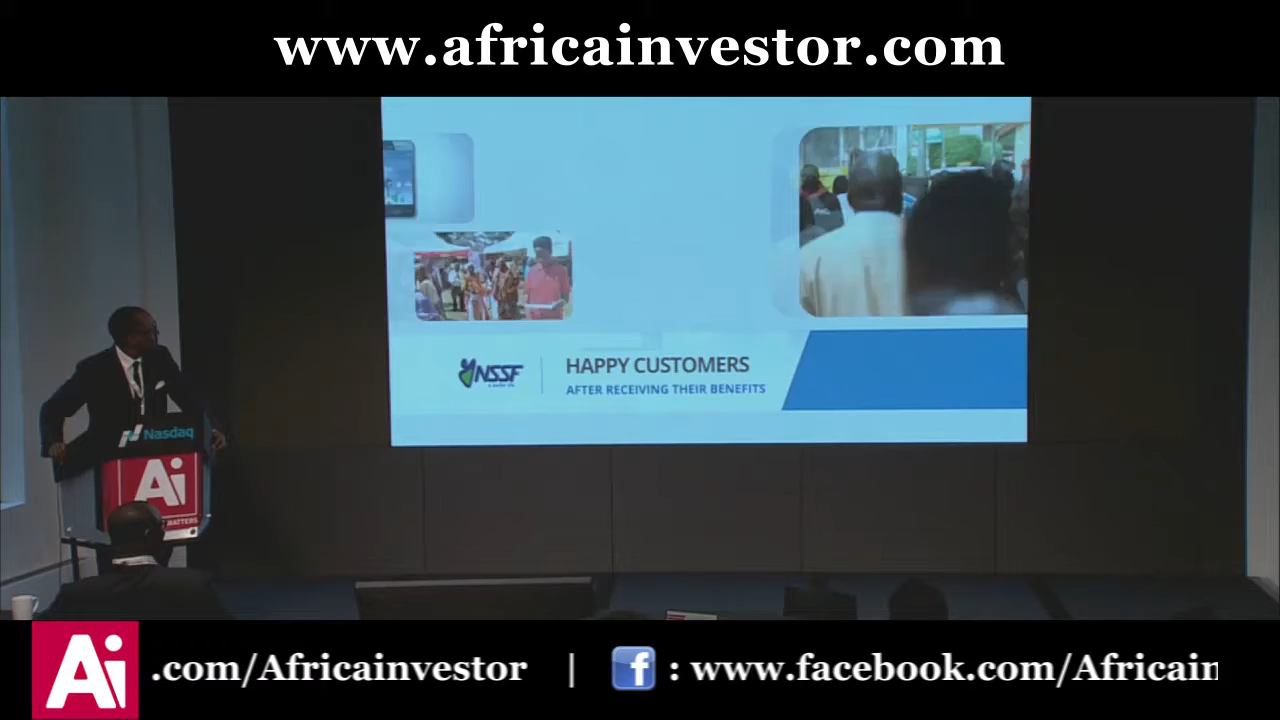 www.africainvestor.com
NSSF
HAPPY CUSTOMERS
AFTER RECEIVING THEIR BENEFITS
Nasdaq
Ai
MATTERS
Ai
.com/Africainvestor | f : www.facebook.com/Africain